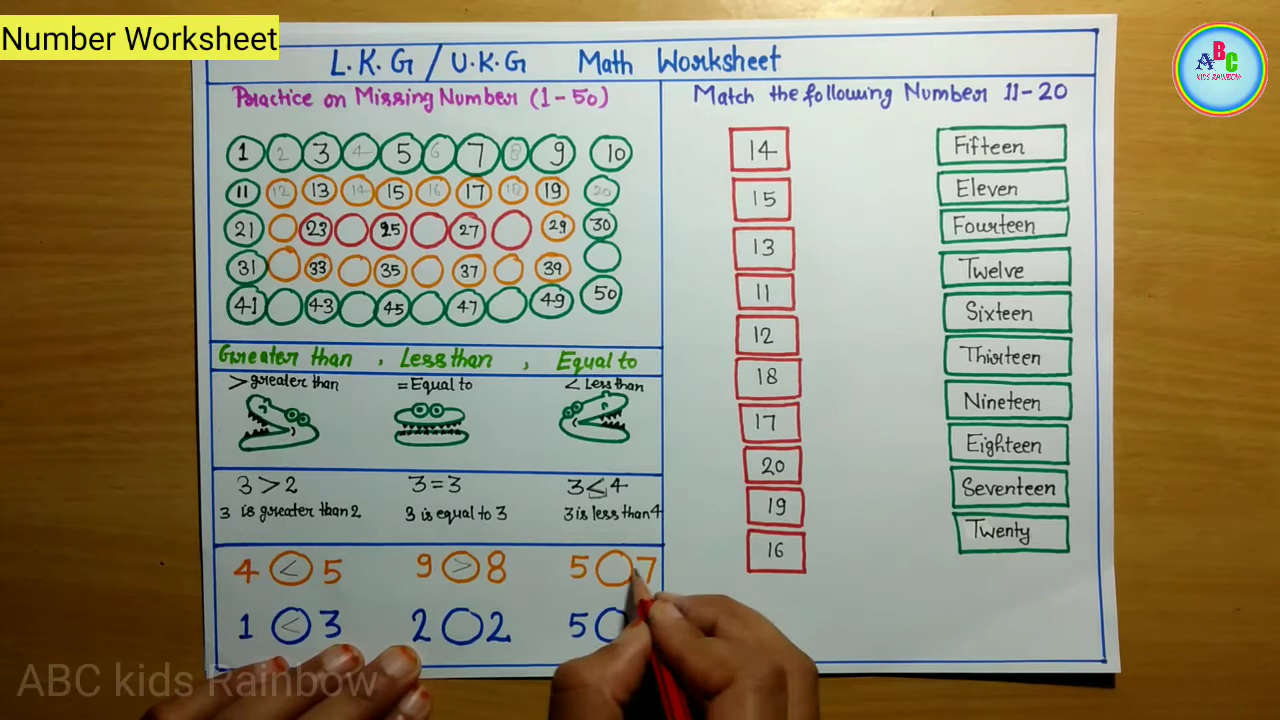 Number Worksheet
ABC
KIDS RAINBOW
L.K.G / U.K.G Math Worksheet
Practice on Missing Number (1-50)
1 2 3 4 5 6 7 8 9 10
11 12 13 14 15 16 17 18 19 20
21 23 25 27 29 30
31 33 35 37 39
41 43 45 47 49 50
Greater than , Less than , Equal to
> greater than = Equal to < Less than
3 > 2 3 = 3 3 ≤ 4
3 is greater than 2 3 is equal to 3 3 is less than 4
4 < 5 9 > 8 5 7
1 < 3 2 2 5
Match the following Number 11-20
14 Fifteen
15 Eleven
13 Fourteen
11 Twelve
12 Sixteen
18 Thirteen
17 Nineteen
20 Eighteen
19 Seventeen
16 Twenty
ABC kids Rainbow